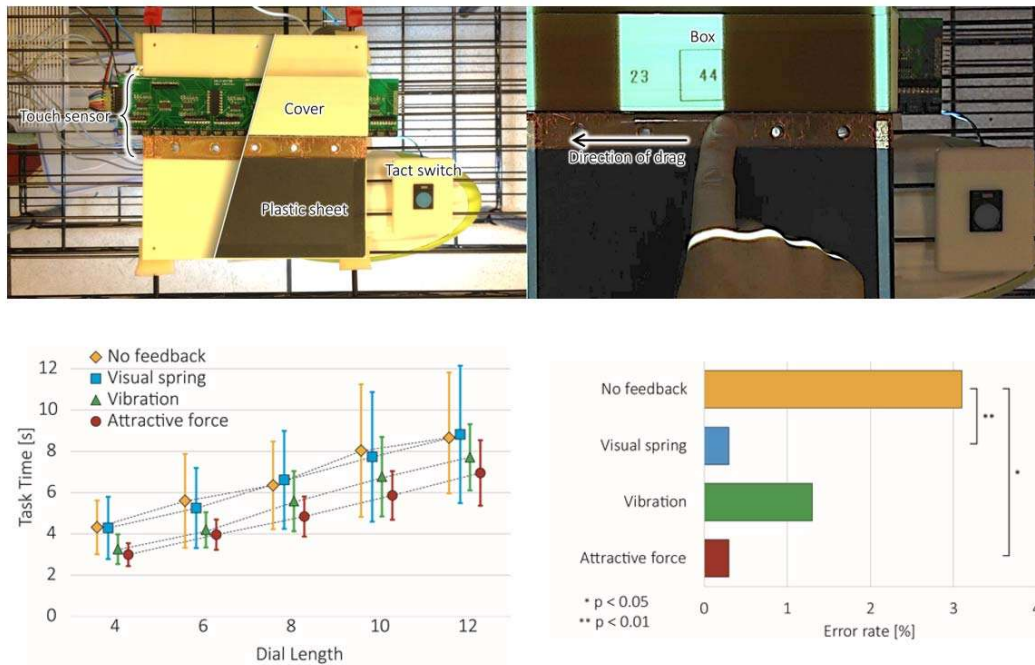 Touch sensor
Cover
Tact switch
Plastic sheet
Box
23 44
Direction of drag
No feedback
Visual spring
Vibration
Attractive force
12
10
8
6
4
2
0
Task Time [s]
4 6 8 10 12
Dial Length
No feedback
Visual spring
Vibration
Attractive force
**
*
* p < 0.05
** p < 0.01
0 1 2 3 4
Error rate [%]